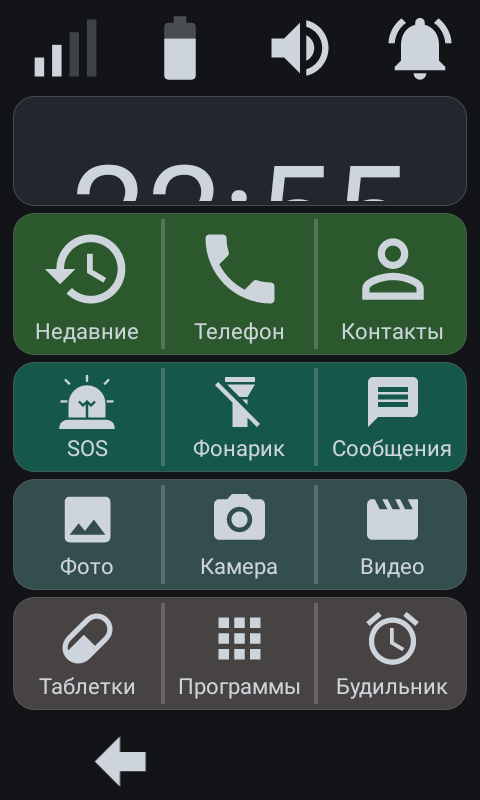 Недавние Телефон Контакты
SOS Фонарик Сообщения
Фото Камера Видео
Таблетки Программы Будильник